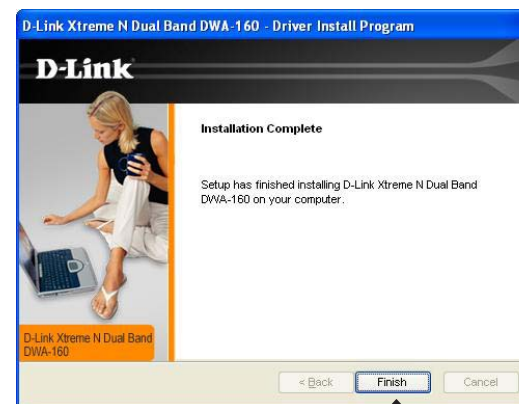 D-Link Xtreme N Dual Band DWA-160 - Driver Install Program
D-Link
Installation Complete
Setup has finished installing D-Link Xtreme N Dual Band
DWA-160 on your computer.
D-Link Xtreme N Dual Band
DWA-160
< Back
Finish
Cancel